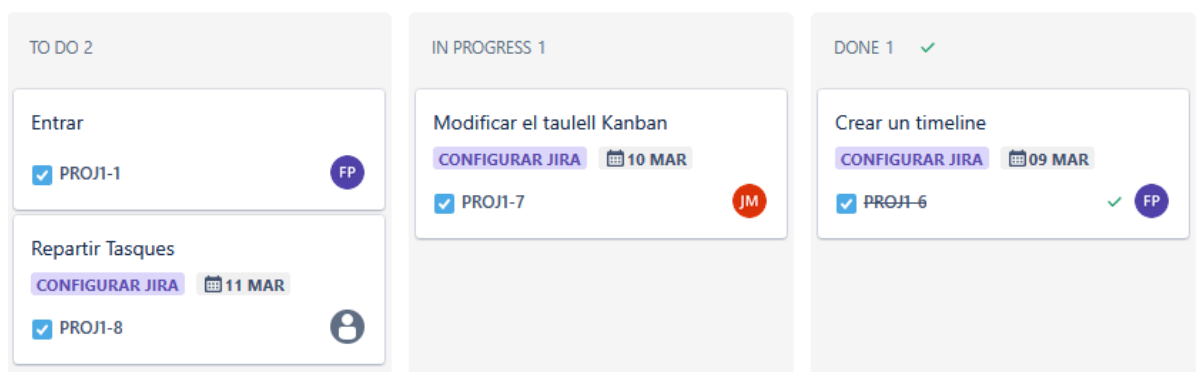 TO DO 2
Entrar
PROJ1-1
FP
Repartir Tasques
CONFIGURAR JIRA 11 MAR
PROJ1-8
IN PROGRESS 1
Modificar el taulell Kanban
CONFIGURAR JIRA 10 MAR
PROJ1-7
JM
DONE 1
Crear un timeline
CONFIGURAR JIRA 09 MAR
PROJ1-6
FP